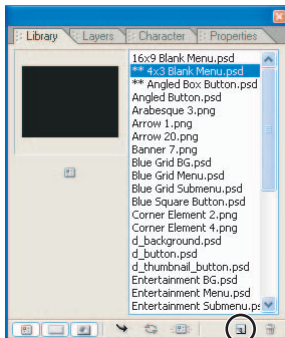 Library Layers Character Properties
16x9 Blank Menu.psd
** 4x3 Blank Menu.psd
** Angled Box Button.psd
Angled Button.psd
Arabesque 3.png
Arrow 1.png
Arrow 20.png
Banner 7.png
Blue Grid BG.psd
Blue Grid Menu.psd
Blue Grid Submenu.psd
Blue Square Button.psd
Corner Element 2.png
Corner Element 4.png
d_background.psd
d_button.psd
d_thumbnail_button.psd
Entertainment BG.psd
Entertainment Menu.psd
Entertainment Submenu.ps